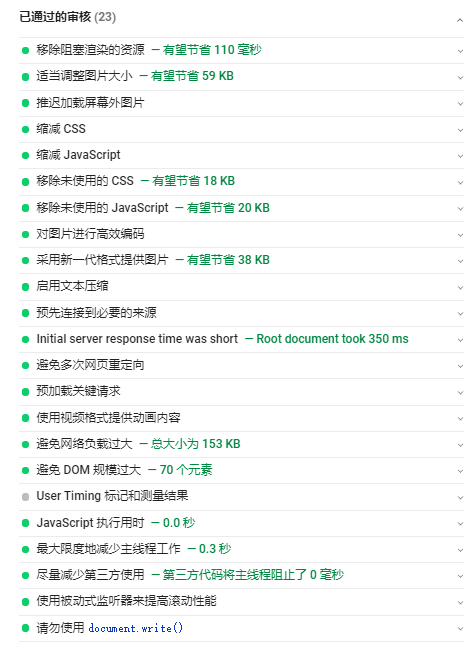 已通过的审核 (23)
移除阻塞渲染的资源 — 有望节省 110 毫秒
适当调整图片大小 — 有望节省 59 KB
推迟加载屏幕外图片
缩减 CSS
缩减 JavaScript
移除未使用的 CSS — 有望节省 18 KB
移除未使用的 JavaScript — 有望节省 20 KB
对图片进行高效编码
采用新一代格式提供图片 — 有望节省 38 KB
启用文本压缩
预先连接到必要的来源
Initial server response time was short — Root document took 350 ms
避免多次网页重定向
预加载关键请求
使用视频格式提供动画内容
避免网络负载过大 — 总大小为 153 KB
避免 DOM 规模过大 — 70 个元素
User Timing 标记和测量结果
JavaScript 执行用时 — 0.0 秒
最大限度地减少主线程工作 — 0.3 秒
尽量减少第三方使用 — 第三方代码将主线程阻止了 0 毫秒
使用被动式监听器来提高滚动性能
请勿使用 document.write()